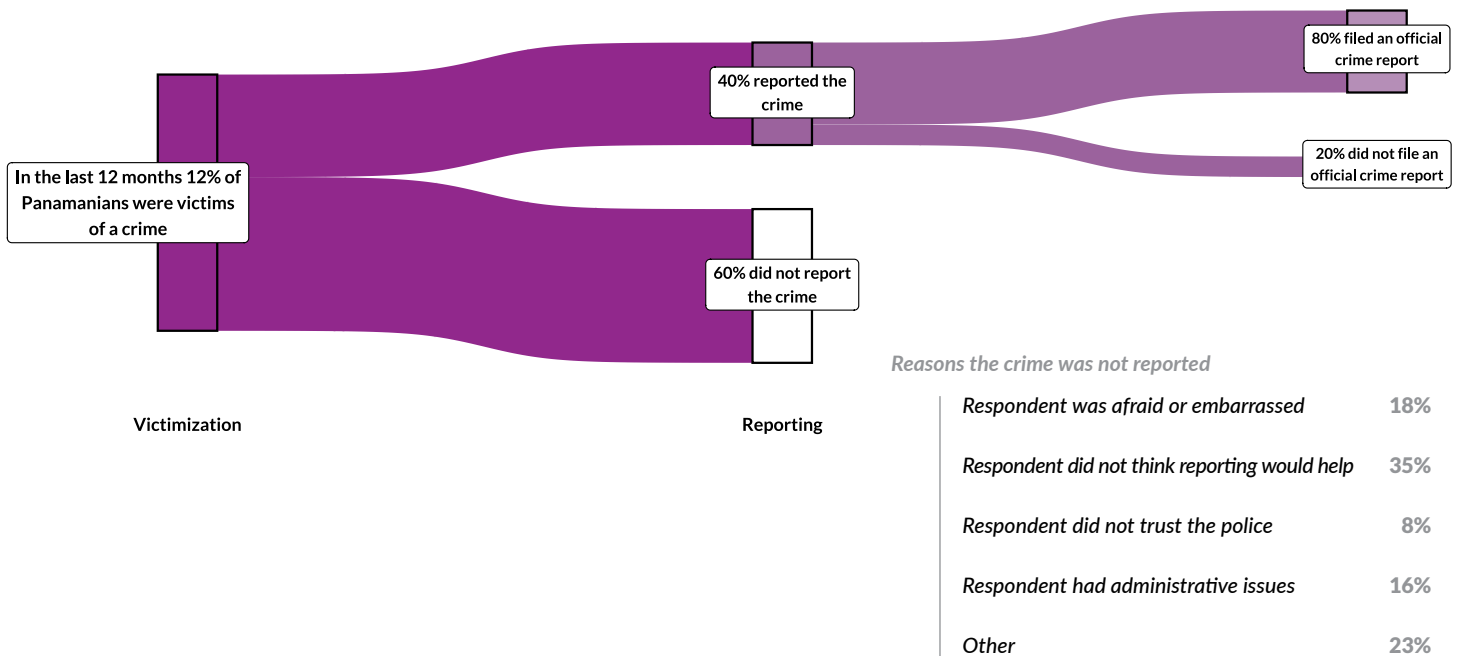 In the last 12 months 12% of
Panamanians were victims
of a crime
40% reported the
crime
60% did not report
the crime
80% filed an official
crime report
20% did not file an
official crime report
Victimization
Reporting
Reasons the crime was not reported
Respondent was afraid or embarrassed 18%
Respondent did not think reporting would help 35%
Respondent did not trust the police 8%
Respondent had administrative issues 16%
Other 23%